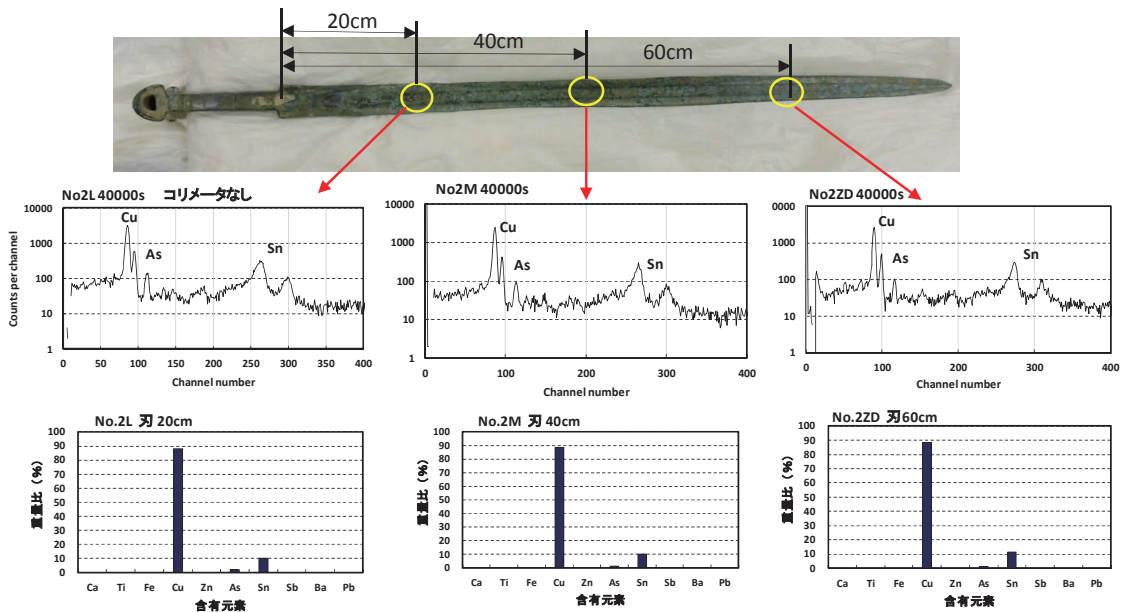 20cm
40cm
60cm
No2L 40000s コリメータなし
10000
1000
100
10
1
Counts per channel
Cu
As
Sn
0 50 100 150 200 250 300 350 400
Channel number
No2M 40000s
10000
1000
100
10
1
Cu
As
Sn
0 100 200 300 400
Channel number
No2ZD 40000s
0000
1000
100
10
1
Cu
As
Sn
0 100 200 300 400
Channel number
No.2L 刃 20cm
100
90
80
70
60
50
40
30
20
10
0
重量比（%）
Ca Ti Fe Cu Zn As Sn Sb Ba Pb
含有元素
No.2M 刃 40cm
100
90
80
70
60
50
40
30
20
10
0
重量比（%）
Ca Ti Fe Cu Zn As Sn Sb Ba Pb
含有元素
No.2ZD 刃60cm
100
90
80
70
60
50
40
30
20
10
0
重量比（%）
Ca Ti Fe Cu Zn As Sn Sb Ba Pb
含有元素